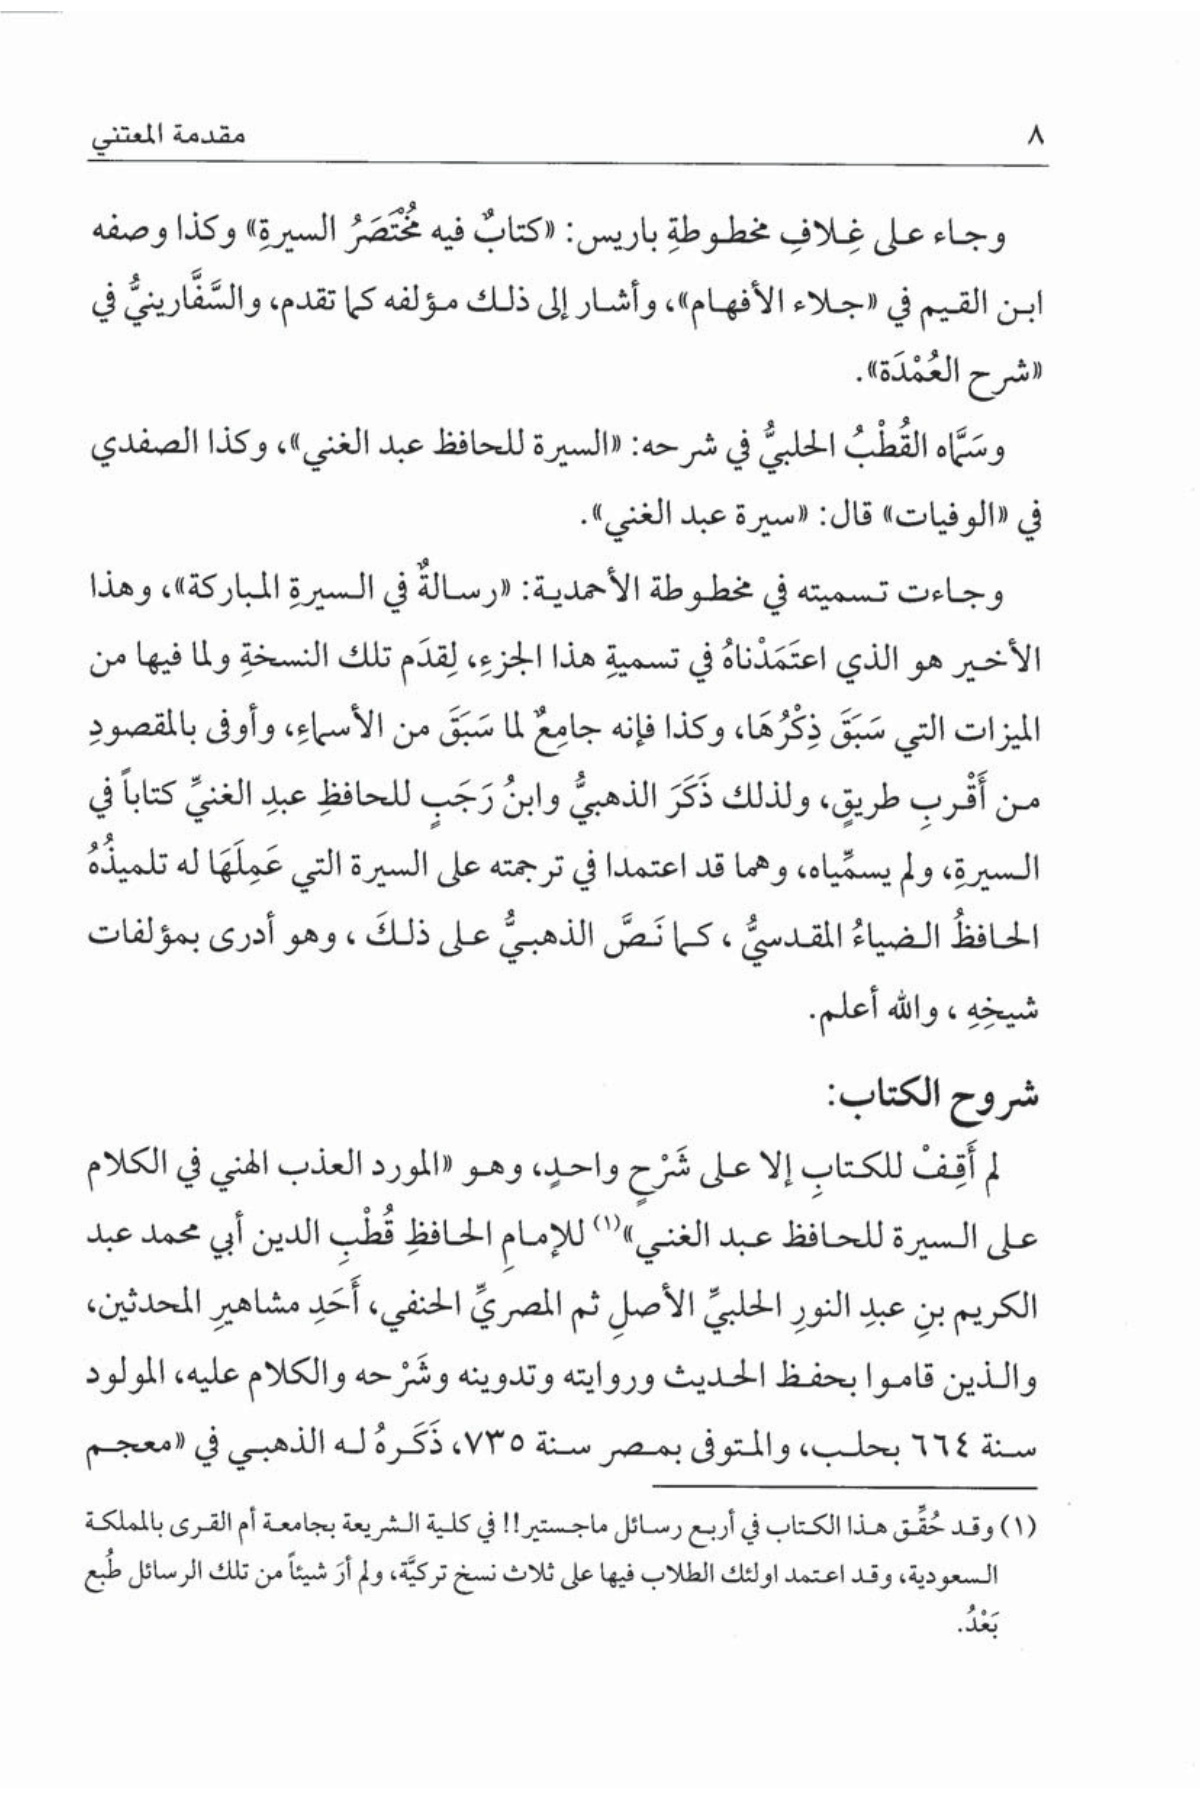 ٨ مقدمة المعتني
وجاء على غِلافِ مخطوطةِ باريس: «كتابٌ فيه مُخْتَصَرُ السيرةِ» وكذا وصفه
ابن القيم في «جلاء الأفهام»، وأشار إلى ذلك مؤلفه كما تقدم، والسَّفَّارينيُّ في
«شرح العُمْدَة».
وسَمَّاه القُطْبُ الحلبيُّ في شرحه: «السيرة للحافظ عبد الغني»، وكذا الصفدي
في «الوفيات» قال: «سيرة عبد الغني».
وجاءت تسميته في مخطوطة الأحمدية: «رسالةٌ في السيرةِ المباركة»، وهذا
الأخير هو الذي اعتَمَدْناهُ في تسميةِ هذا الجزءِ، لِقدَم تلك النسخةِ ولما فيها من
الميزات التي سَبَقَ ذِكْرُهَا، وكذا فإنه جامِعٌ لما سَبَقَ من الأسماءِ، وأوفى بالمقصودِ
من أَقْربِ طريقٍ، ولذلك ذَكَرَ الذهبيُّ وابنُ رَجَبٍ للحافظِ عبدِ الغنيِّ كتاباً في
السيرةِ، ولم يسمِّياه، وهما قد اعتمدا في ترجمته على السيرة التي عَمِلَهَا له تلميذُهُ
الحافظُ الضياءُ المقدسيُّ ، كما نَصَّ الذهبيُّ على ذلكَ ، وهو أدرى بمؤلفات
شيخِهِ ، والله أعلم.
شروح الكتاب:
لم أَقِفْ للكتابِ إلا على شَرْحٍ واحدٍ، وهو «المورد العذب الهني في الكلام
على السيرة للحافظ عبد الغني»(١) للإمامِ الحافظِ قُطْبِ الدين أبي محمد عبد
الكريم بنِ عبدِ النورِ الحلبيِّ الأصلِ ثم المصريِّ الحنفي، أَحَدِ مشاهيرِ المحدثين،
والذين قاموا بحفظ الحديث وروايته وتدوينه وشَرْحه والكلام عليه، المولود
سنة ٦٦٤ بحلب، والمتوفى بمصر سنة ٧٣٥، ذَكَرهُ له الذهبي في «معجم
(١) وقد حُقِّق هذا الكتاب في أربع رسائل ماجستير!! في كلية الشريعة بجامعة أم القرى بالمملكة
السعودية، وقد اعتمد اولئك الطلاب فيها على ثلاث نسخ تركيَّة، ولم أرَ شيئاً من تلك الرسائل طُبع
بَعْدُ.